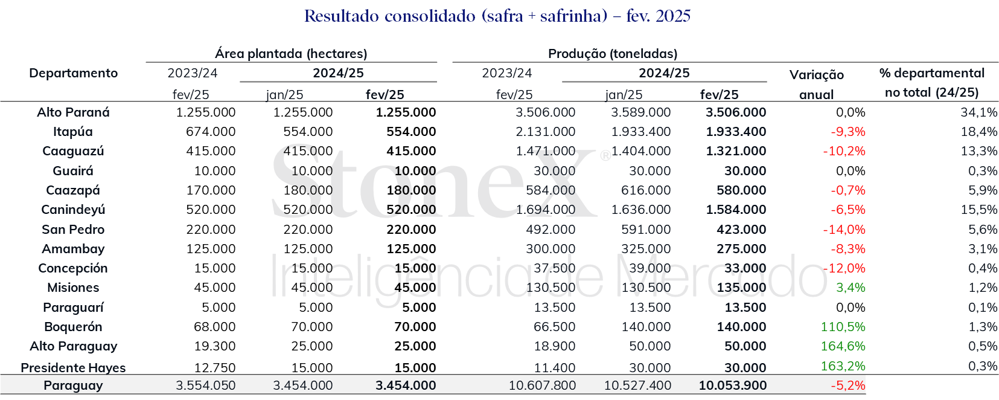 Resultado consolidado (safra + safrinha) – fev. 2025
Área plantada (hectares) Produção (toneladas)
Departamento 2023/24 2024/25 2023/24 2024/25 Variação anual % departamental no total (24/25)
fev/25 jan/25 fev/25 fev/25 jan/25 fev/25
Alto Paraná 1.255.000 1.255.000 1.255.000 3.506.000 3.589.000 3.506.000 0,0% 34,1%
Itapúa 674.000 554.000 554.000 2.131.000 1.933.400 1.933.400 -9,3% 18,4%
Caaguazú 415.000 415.000 415.000 1.471.000 1.404.000 1.321.000 -10,2% 13,3%
Guairá 10.000 10.000 10.000 30.000 30.000 30.000 0,0% 0,3%
Caazapá 170.000 180.000 180.000 584.000 616.000 580.000 -0,7% 5,9%
Canindeyú 520.000 520.000 520.000 1.694.000 1.636.000 1.584.000 -6,5% 15,5%
San Pedro 220.000 220.000 220.000 492.000 591.000 423.000 -14,0% 5,6%
Amambay 125.000 125.000 125.000 300.000 325.000 275.000 -8,3% 3,1%
Concepción 15.000 15.000 15.000 37.500 39.000 33.000 -12,0% 0,4%
Misiones 45.000 45.000 45.000 130.500 130.500 135.000 3,4% 1,2%
Paraguarí 5.000 5.000 5.000 13.500 13.500 13.500 0,0% 0,1%
Boquerón 68.000 70.000 70.000 66.500 140.000 140.000 110,5% 1,3%
Alto Paraguay 19.300 25.000 25.000 18.900 50.000 50.000 164,6% 0,5%
Presidente Hayes 12.750 15.000 15.000 11.400 30.000 30.000 163,2% 0,3%
Paraguay 3.554.050 3.454.000 3.454.000 10.607.800 10.527.400 10.053.900 -5,2%
StoneX®
Inteligência de Mercado